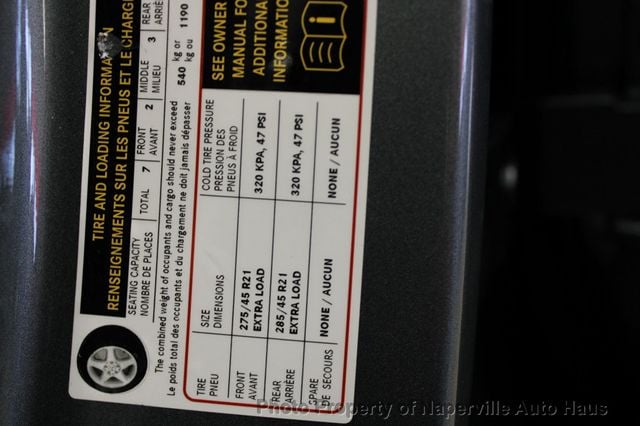 TIRE AND LOADING INFORMATION
RENSEIGNEMENTS SUR LES PNEUS ET LE CHARGE
SEATING CAPACITY TOTAL 7 FRONT 2 MIDDLE 3 REAR
NOMBRE DE PLACES AVANT MILIEU ARRIÈ
The combined weight of occupants and cargo should never exceed 540 kg or 1190
Le poids total des occupants et du chargement ne doit jamais dépasser kg ou
TIRE SIZE COLD TIRE PRESSURE
PNEU DIMENSIONS PRESSION DES
PNEUS À FROID
FRONT 275/45 R21 320 KPA, 47 PSI
AVANT EXTRA LOAD
REAR 285/45 R21 320 KPA, 47 PSI
ARRIÈRE EXTRA LOAD
SPARE NONE / AUCUN NONE / AUCUN
DE SECOURS
SEE OWNER
MANUAL FO
ADDITIONA
INFORMATIO
Photo Property of Naperville Auto Haus